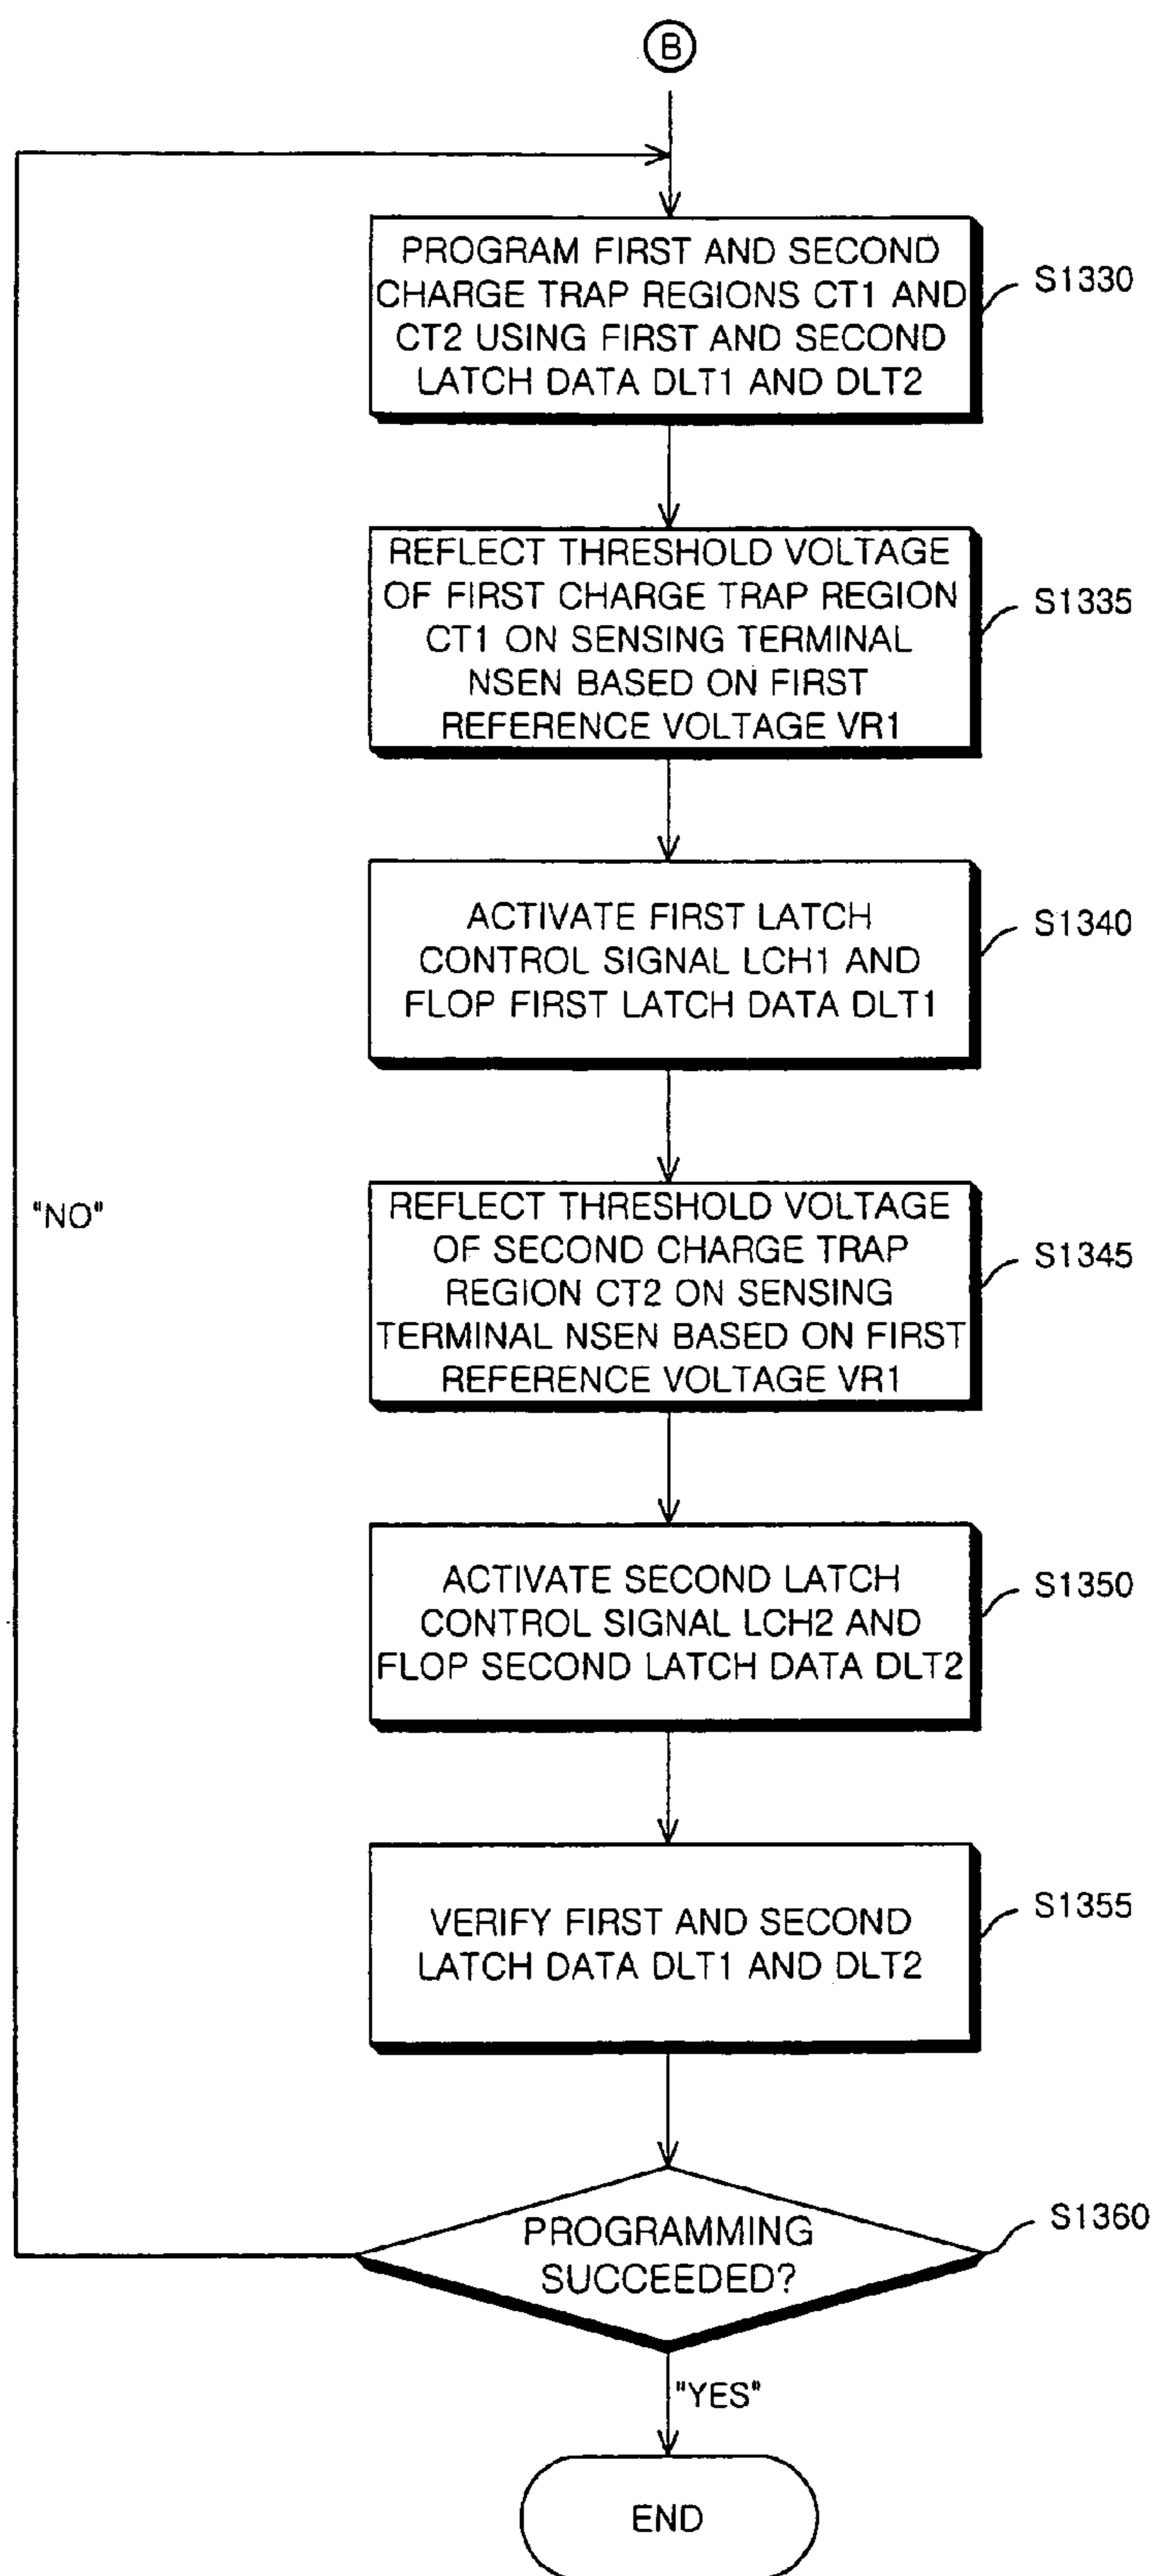 B
PROGRAM FIRST AND SECOND
CHARGE TRAP REGIONS CT1 AND
CT2 USING FIRST AND SECOND
LATCH DATA DLT1 AND DLT2
S1330
REFLECT THRESHOLD VOLTAGE
OF FIRST CHARGE TRAP REGION
CT1 ON SENSING TERMINAL
NSEN BASED ON FIRST
REFERENCE VOLTAGE VR1
S1335
ACTIVATE FIRST LATCH
CONTROL SIGNAL LCH1 AND
FLOP FIRST LATCH DATA DLT1
S1340
"NO"
REFLECT THRESHOLD VOLTAGE
OF SECOND CHARGE TRAP
REGION CT2 ON SENSING
TERMINAL NSEN BASED ON FIRST
REFERENCE VOLTAGE VR1
S1345
ACTIVATE SECOND LATCH
CONTROL SIGNAL LCH2 AND
FLOP SECOND LATCH DATA DLT2
S1350
VERIFY FIRST AND SECOND
LATCH DATA DLT1 AND DLT2
S1355
PROGRAMMING
SUCCEEDED?
S1360
"YES"
END